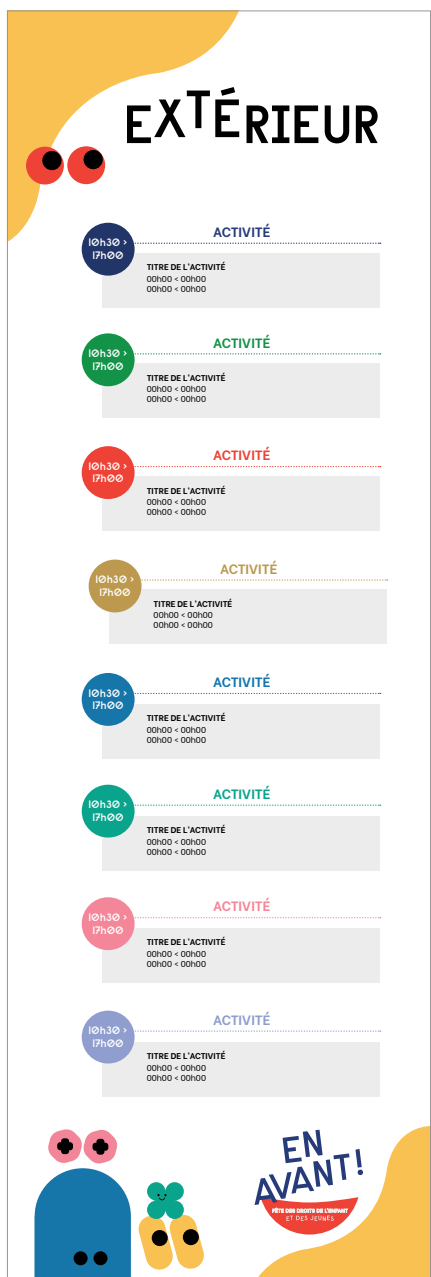 EXTÉRIEUR
ACTIVITÉ
10h30 >
17h00
TITRE DE L'ACTIVITÉ
00h00 < 00h00
00h00 < 00h00
ACTIVITÉ
10h30 >
17h00
TITRE DE L'ACTIVITÉ
00h00 < 00h00
00h00 < 00h00
ACTIVITÉ
10h30 >
17h00
TITRE DE L'ACTIVITÉ
00h00 < 00h00
00h00 < 00h00
ACTIVITÉ
10h30 >
17h00
TITRE DE L'ACTIVITÉ
00h00 < 00h00
00h00 < 00h00
ACTIVITÉ
10h30 >
17h00
TITRE DE L'ACTIVITÉ
00h00 < 00h00
00h00 < 00h00
ACTIVITÉ
10h30 >
17h00
TITRE DE L'ACTIVITÉ
00h00 < 00h00
00h00 < 00h00
ACTIVITÉ
10h30 >
17h00
TITRE DE L'ACTIVITÉ
00h00 < 00h00
00h00 < 00h00
ACTIVITÉ
10h30 >
17h00
TITRE DE L'ACTIVITÉ
00h00 < 00h00
00h00 < 00h00
EN
AVANT!
FÊTE DES DROITS DE L'ENFANT
ET DES JEUNES